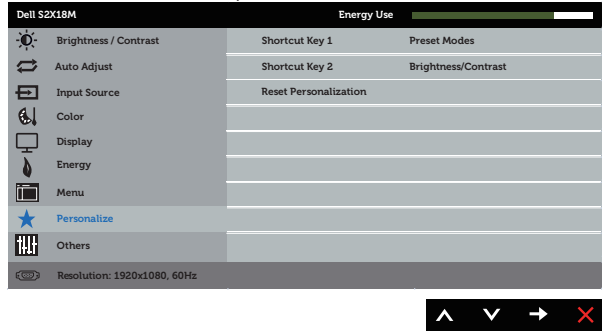 Dell S2X18M Energy Use
Brightness / Contrast Shortcut Key 1 Preset Modes
Auto Adjust Shortcut Key 2 Brightness/Contrast
Input Source Reset Personalization
Color
Display
Energy
Menu
Personalize
Others
Resolution: 1920x1080, 60Hz